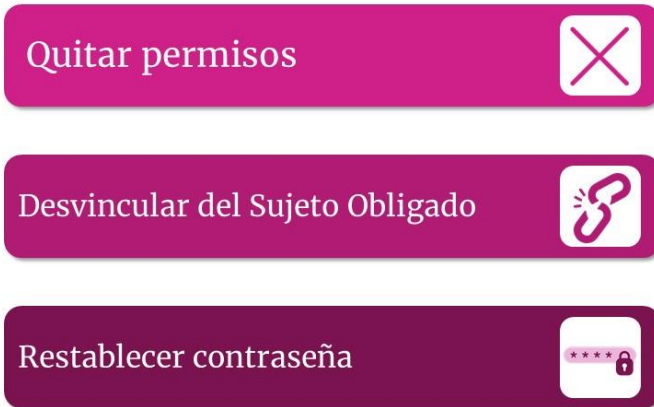 Quitar permisos
Desvincular del Sujeto Obligado
Restablecer contraseña
****